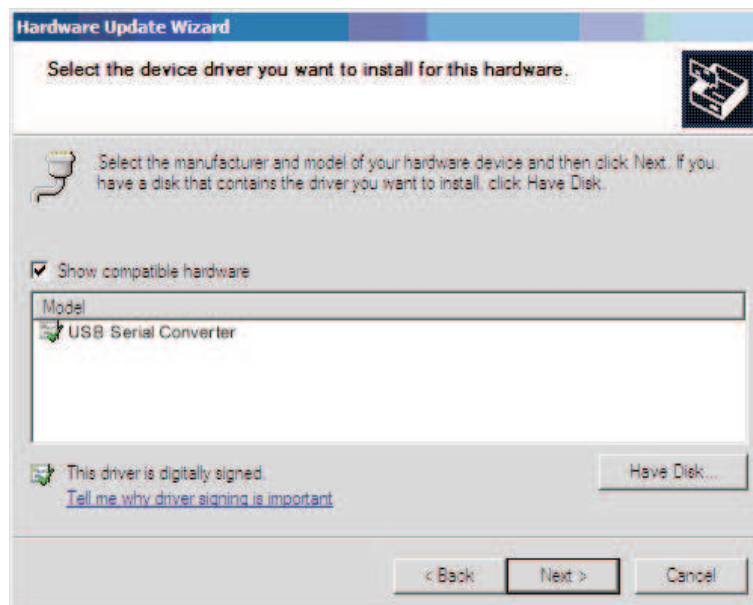 Hardware Update Wizard
Select the device driver you want to install for this hardware.
Select the manufacturer and model of your hardware device and then click Next. If you
have a disk that contains the driver you want to install, click Have Disk.
Show compatible hardware
Model
USB Serial Converter
This driver is digitally signed.
Have Disk...
Tell me why driver signing is important
< Back
Next >
Cancel